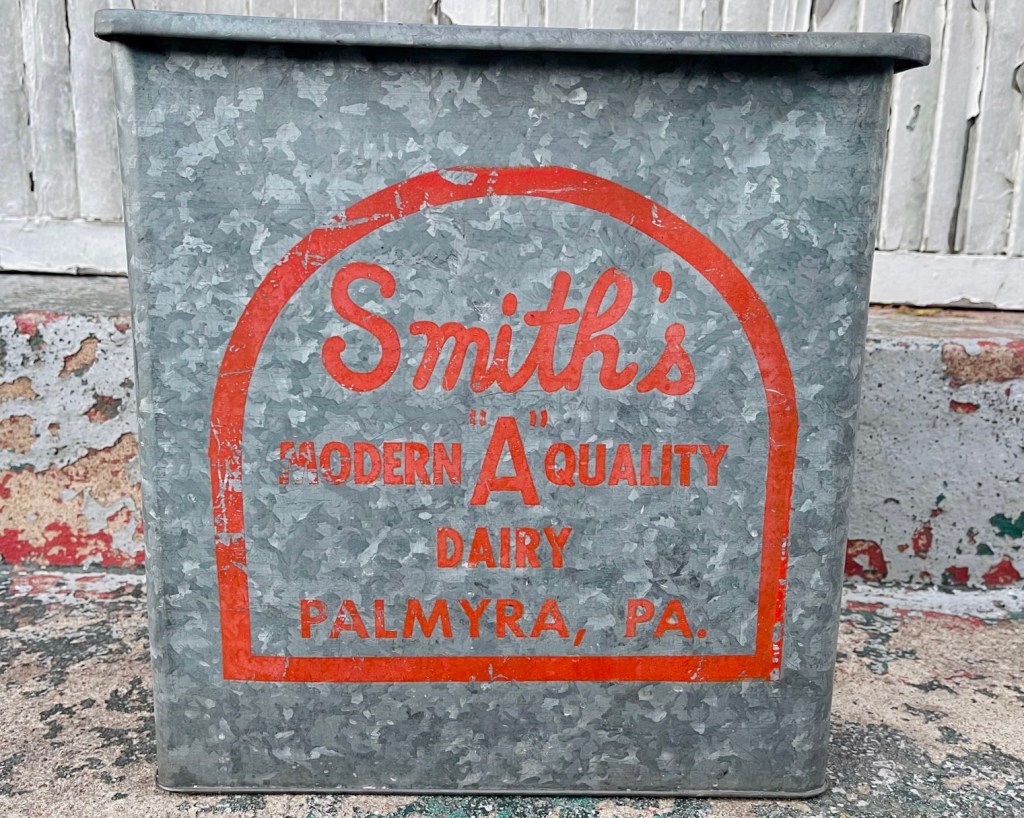 Smith's
MODERN "A" QUALITY
DAIRY
PALMYRA, PA.